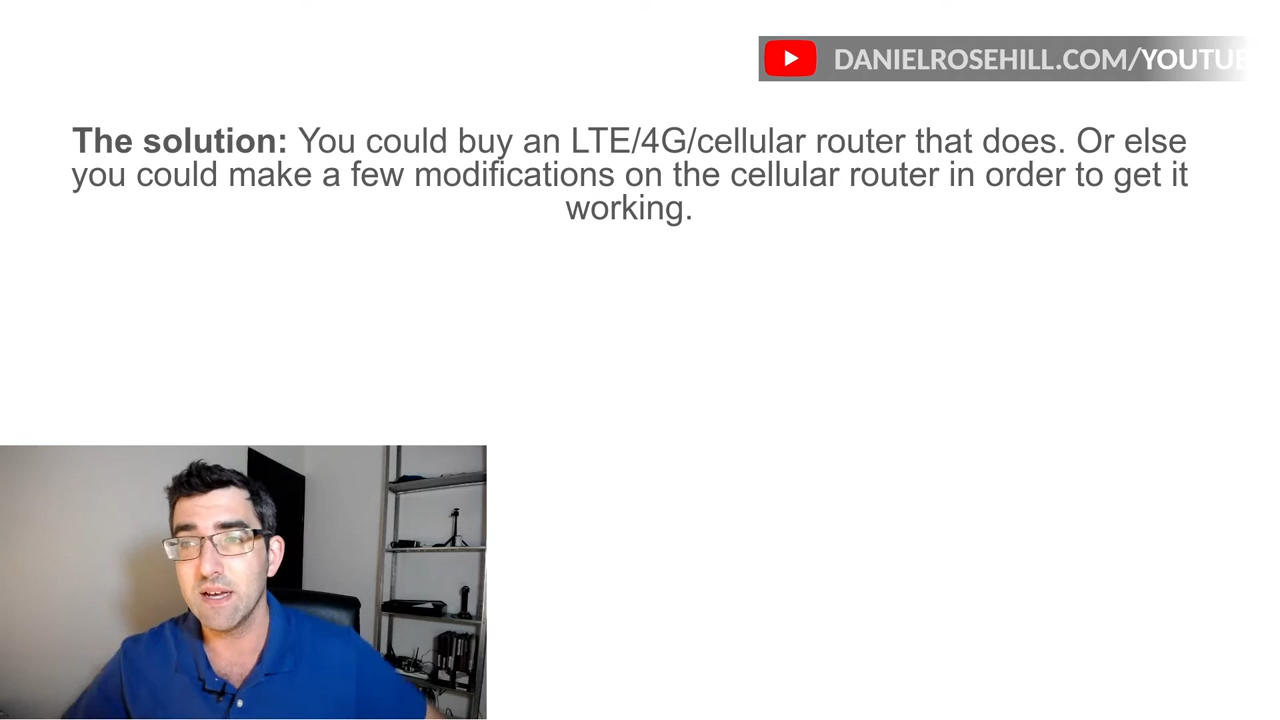 DANIELROSEHILL.COM/YOUTUB
The solution: You could buy an LTE/4G/cellular router that does. Or else
you could make a few modifications on the cellular router in order to get it
working.